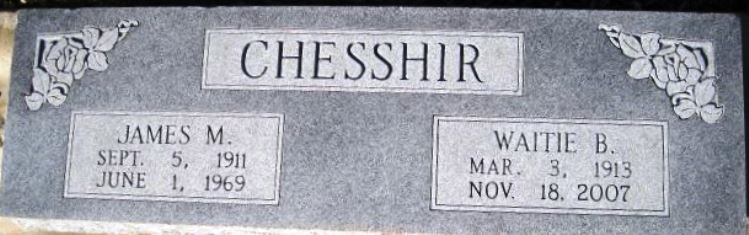 CHESSHIR
JAMES M.
SEPT. 5, 1911
JUNE 1, 1969
WAITIE B.
MAR. 3, 1913
NOV. 18, 2007